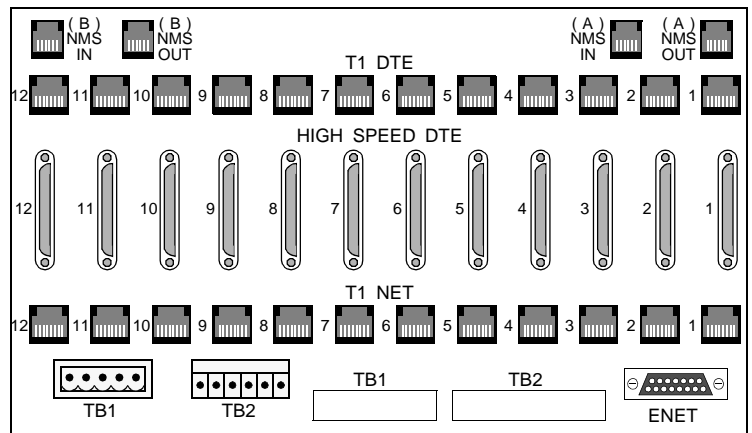 ( B ) NMS IN
( B ) NMS OUT
( A ) NMS IN
( A ) NMS OUT
T1 DTE
12 11 10 9 8 7 6 5 4 3 2 1
HIGH SPEED DTE
12 11 10 9 8 7 6 5 4 3 2 1
T1 NET
12 11 10 9 8 7 6 5 4 3 2 1
TB1 TB2 TB1 TB2 ENET